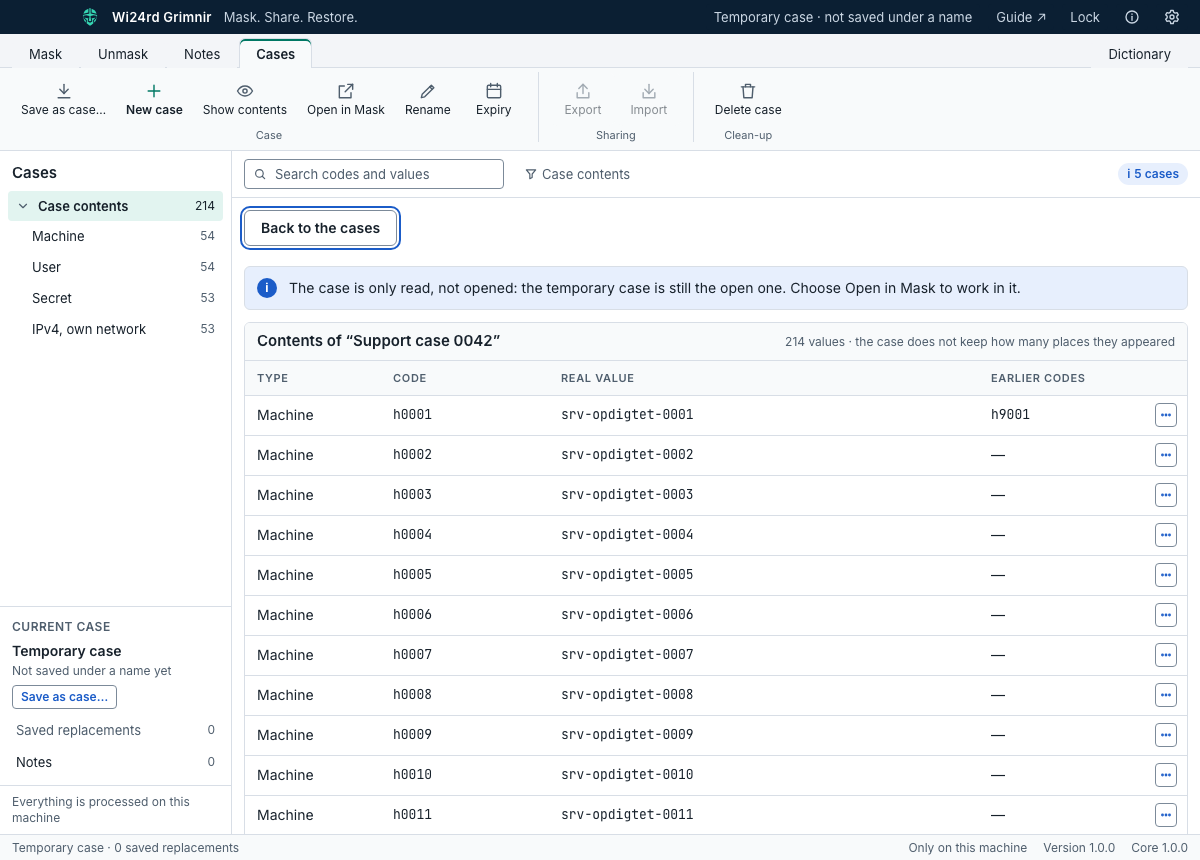 Wi24rd Grimnir Mask. Share. Restore. Temporary case · not saved under a name Guide ↗ Lock
Mask Unmask Notes Cases Dictionary
Save as case... New case Show contents Open in Mask Rename Expiry Export Import Delete case
Case Sharing Clean-up
Cases
Case contents 214
Machine 54
User 54
Secret 53
IPv4, own network 53
CURRENT CASE
Temporary case
Not saved under a name yet
Save as case...
Saved replacements 0
Notes 0
Everything is processed on this
machine
Search codes and values Case contents i 5 cases
Back to the cases
i The case is only read, not opened: the temporary case is still the open one. Choose Open in Mask to work in it.
Contents of “Support case 0042” 214 values · the case does not keep how many places they appeared
TYPE CODE REAL VALUE EARLIER CODES
Machine h0001 srv-opdigtet-0001 h9001
Machine h0002 srv-opdigtet-0002 —
Machine h0003 srv-opdigtet-0003 —
Machine h0004 srv-opdigtet-0004 —
Machine h0005 srv-opdigtet-0005 —
Machine h0006 srv-opdigtet-0006 —
Machine h0007 srv-opdigtet-0007 —
Machine h0008 srv-opdigtet-0008 —
Machine h0009 srv-opdigtet-0009 —
Machine h0010 srv-opdigtet-0010 —
Machine h0011 srv-opdigtet-0011 —
Temporary case · 0 saved replacements Only on this machine Version 1.0.0 Core 1.0.0